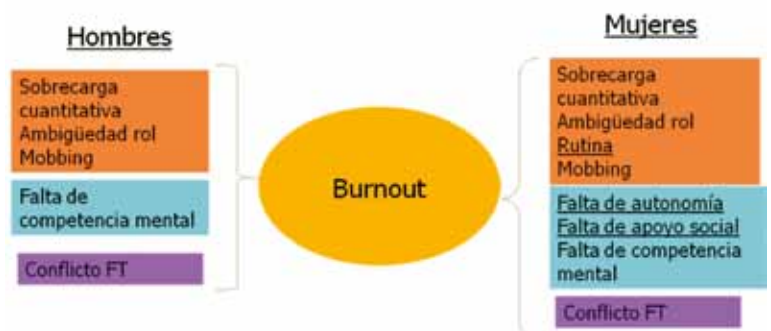 Hombres
Sobrecarga
cuantitativa
Ambigüedad rol
Mobbing
Falta de
competencia mental
Conflicto FT
Burnout
Mujeres
Sobrecarga
cuantitativa
Ambigüedad rol
Rutina
Mobbing
Falta de autonomía
Falta de apoyo social
Falta de competencia
mental
Conflicto FT